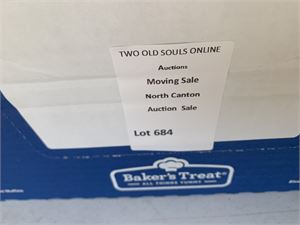 TWO OLD SOULS ONLINE
Auctions
Moving Sale
North Canton
Auction Sale
Lot 684
Baker's Treat
ALL THINGS YUMMY